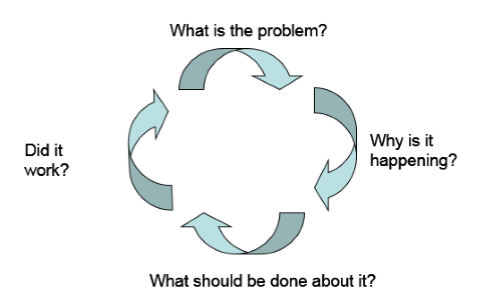 What is the problem?
Why is it
happening?
What should be done about it?
Did it
work?